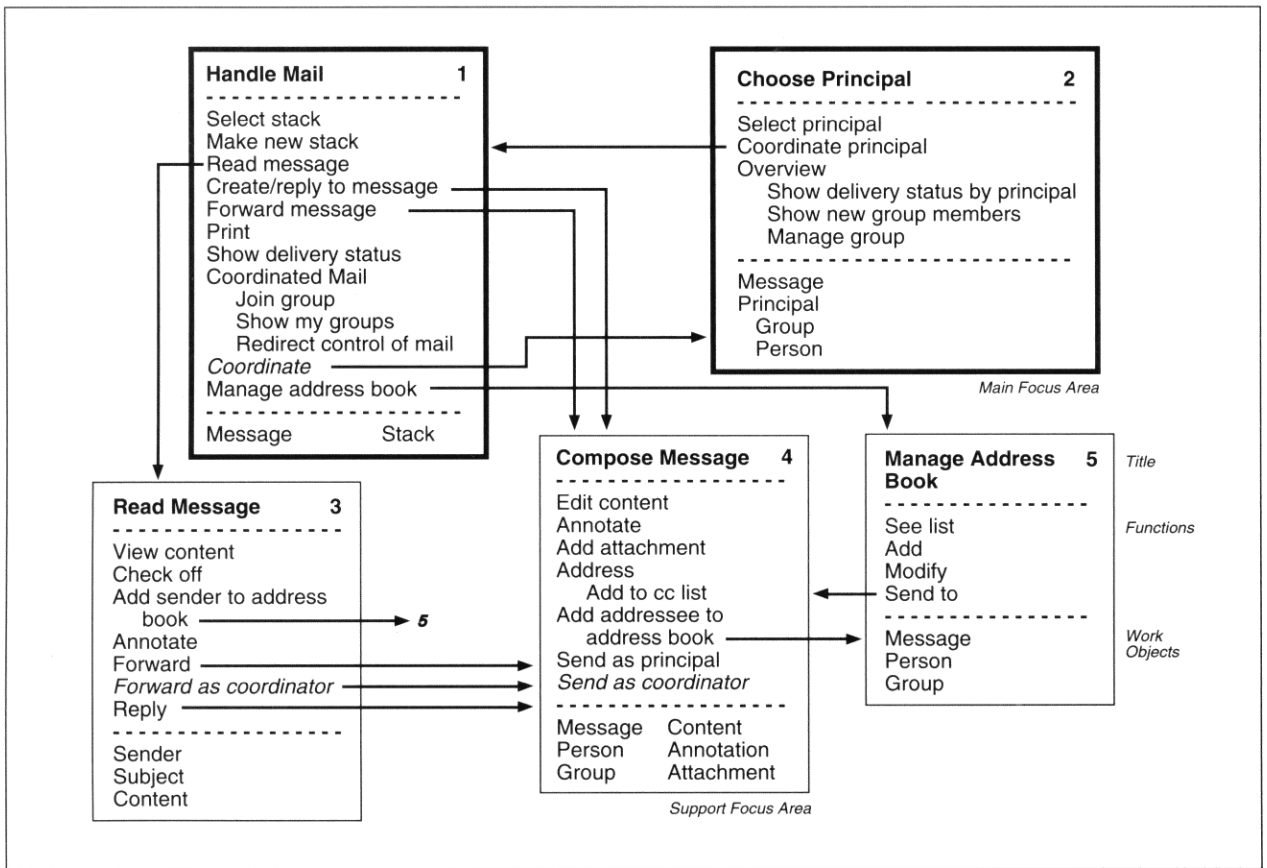 Handle Mail 1
Select stack
Make new stack
Read message
Create/reply to message
Forward message
Print
Show delivery status
Coordinated Mail
Join group
Show my groups
Redirect control of mail
Coordinate
Manage address book
Message Stack
Choose Principal 2
Select principal
Coordinate principal
Overview
Show delivery status by principal
Show new group members
Manage group
Message
Principal
Group
Person
Main Focus Area
Read Message 3
View content
Check off
Add sender to address
book 5
Annotate
Forward
Forward as coordinator
Reply
Sender
Subject
Content
Compose Message 4
Edit content
Annotate
Add attachment
Address
Add to cc list
Add addressee to
address book
Send as principal
Send as coordinator
Message Content
Person Annotation
Group Attachment
Support Focus Area
Manage Address 5
Book
See list
Add
Modify
Send to
Message
Person
Group
Title
Functions
Work
Objects